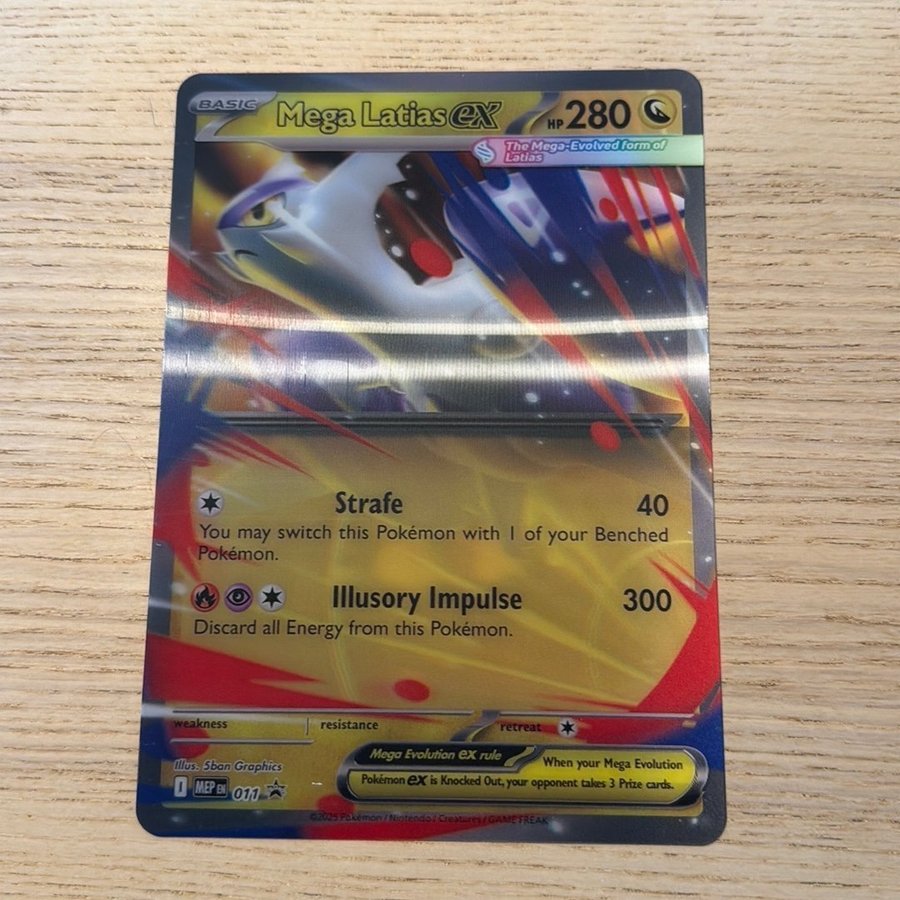 BASIC Mega Latias ex HP 280
The Mega-Evolved form of
Latias
Strafe 40
You may switch this Pokémon with 1 of your Benched
Pokémon.
Illusory Impulse 300
Discard all Energy from this Pokémon.
weakness resistance retreat
Illus. 5ban Graphics
Mega Evolution ex rule When your Mega Evolution
Pokémon ex is Knocked Out, your opponent takes 3 Prize cards.
I MEP EN 011
©2025 Pokémon / Nintendo / Creatures / GAME FREAK